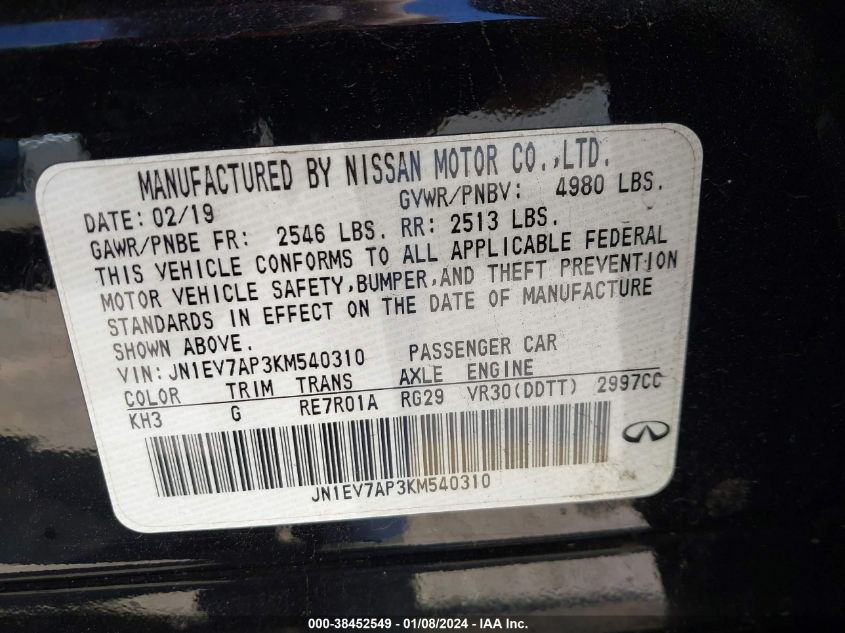 MANUFACTURED BY NISSAN MOTOR CO.,LTD.
DATE: 02/19 GVWR/PNBV: 4980 LBS.
GAWR/PNBE FR: 2546 LBS. RR: 2513 LBS.
THIS VEHICLE CONFORMS TO ALL APPLICABLE FEDERAL
MOTOR VEHICLE SAFETY,BUMPER,AND THEFT PREVENTION
STANDARDS IN EFFECT ON THE DATE OF MANUFACTURE
SHOWN ABOVE.
VIN: JN1EV7AP3KM540310 PASSENGER CAR
COLOR TRIM TRANS AXLE ENGINE
KH3 G RE7R01A RG29 VR30(DDTT) 2997CC
JN1EV7AP3KM540310
000-38452549 - 01/08/2024 - IAA Inc.